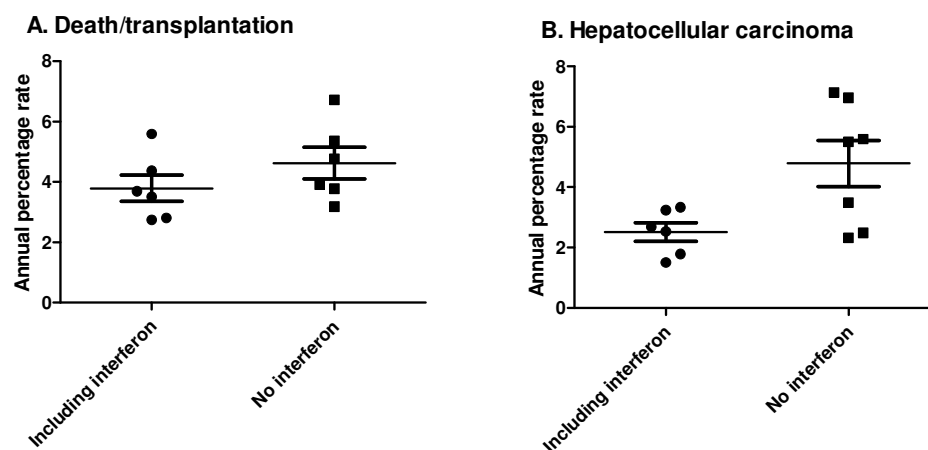 A. Death/transplantation
Annual percentage rate
8
6
4
2
0
Including interferon
No interferon
B. Hepatocellular carcinoma
Annual percentage rate
8
6
4
2
0
Including interferon
No interferon